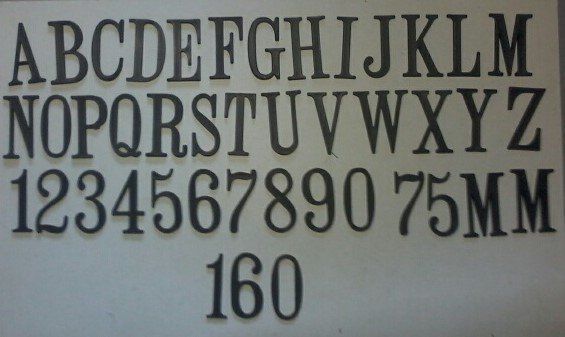 ABCDEFGHIJKLM
NOPQRSTUVWXYZ
1234567890 75MM
160